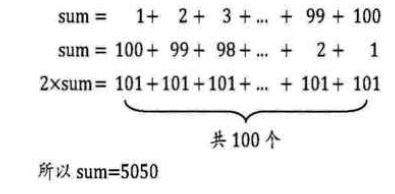 sum = 1+ 2 + 3 +... + 99 + 100
sum = 100 + 99 + 98 +... + 2 + 1
2×sum = 101+101+101+ ... + 101+ 101
共 100 个
所以 sum=5050